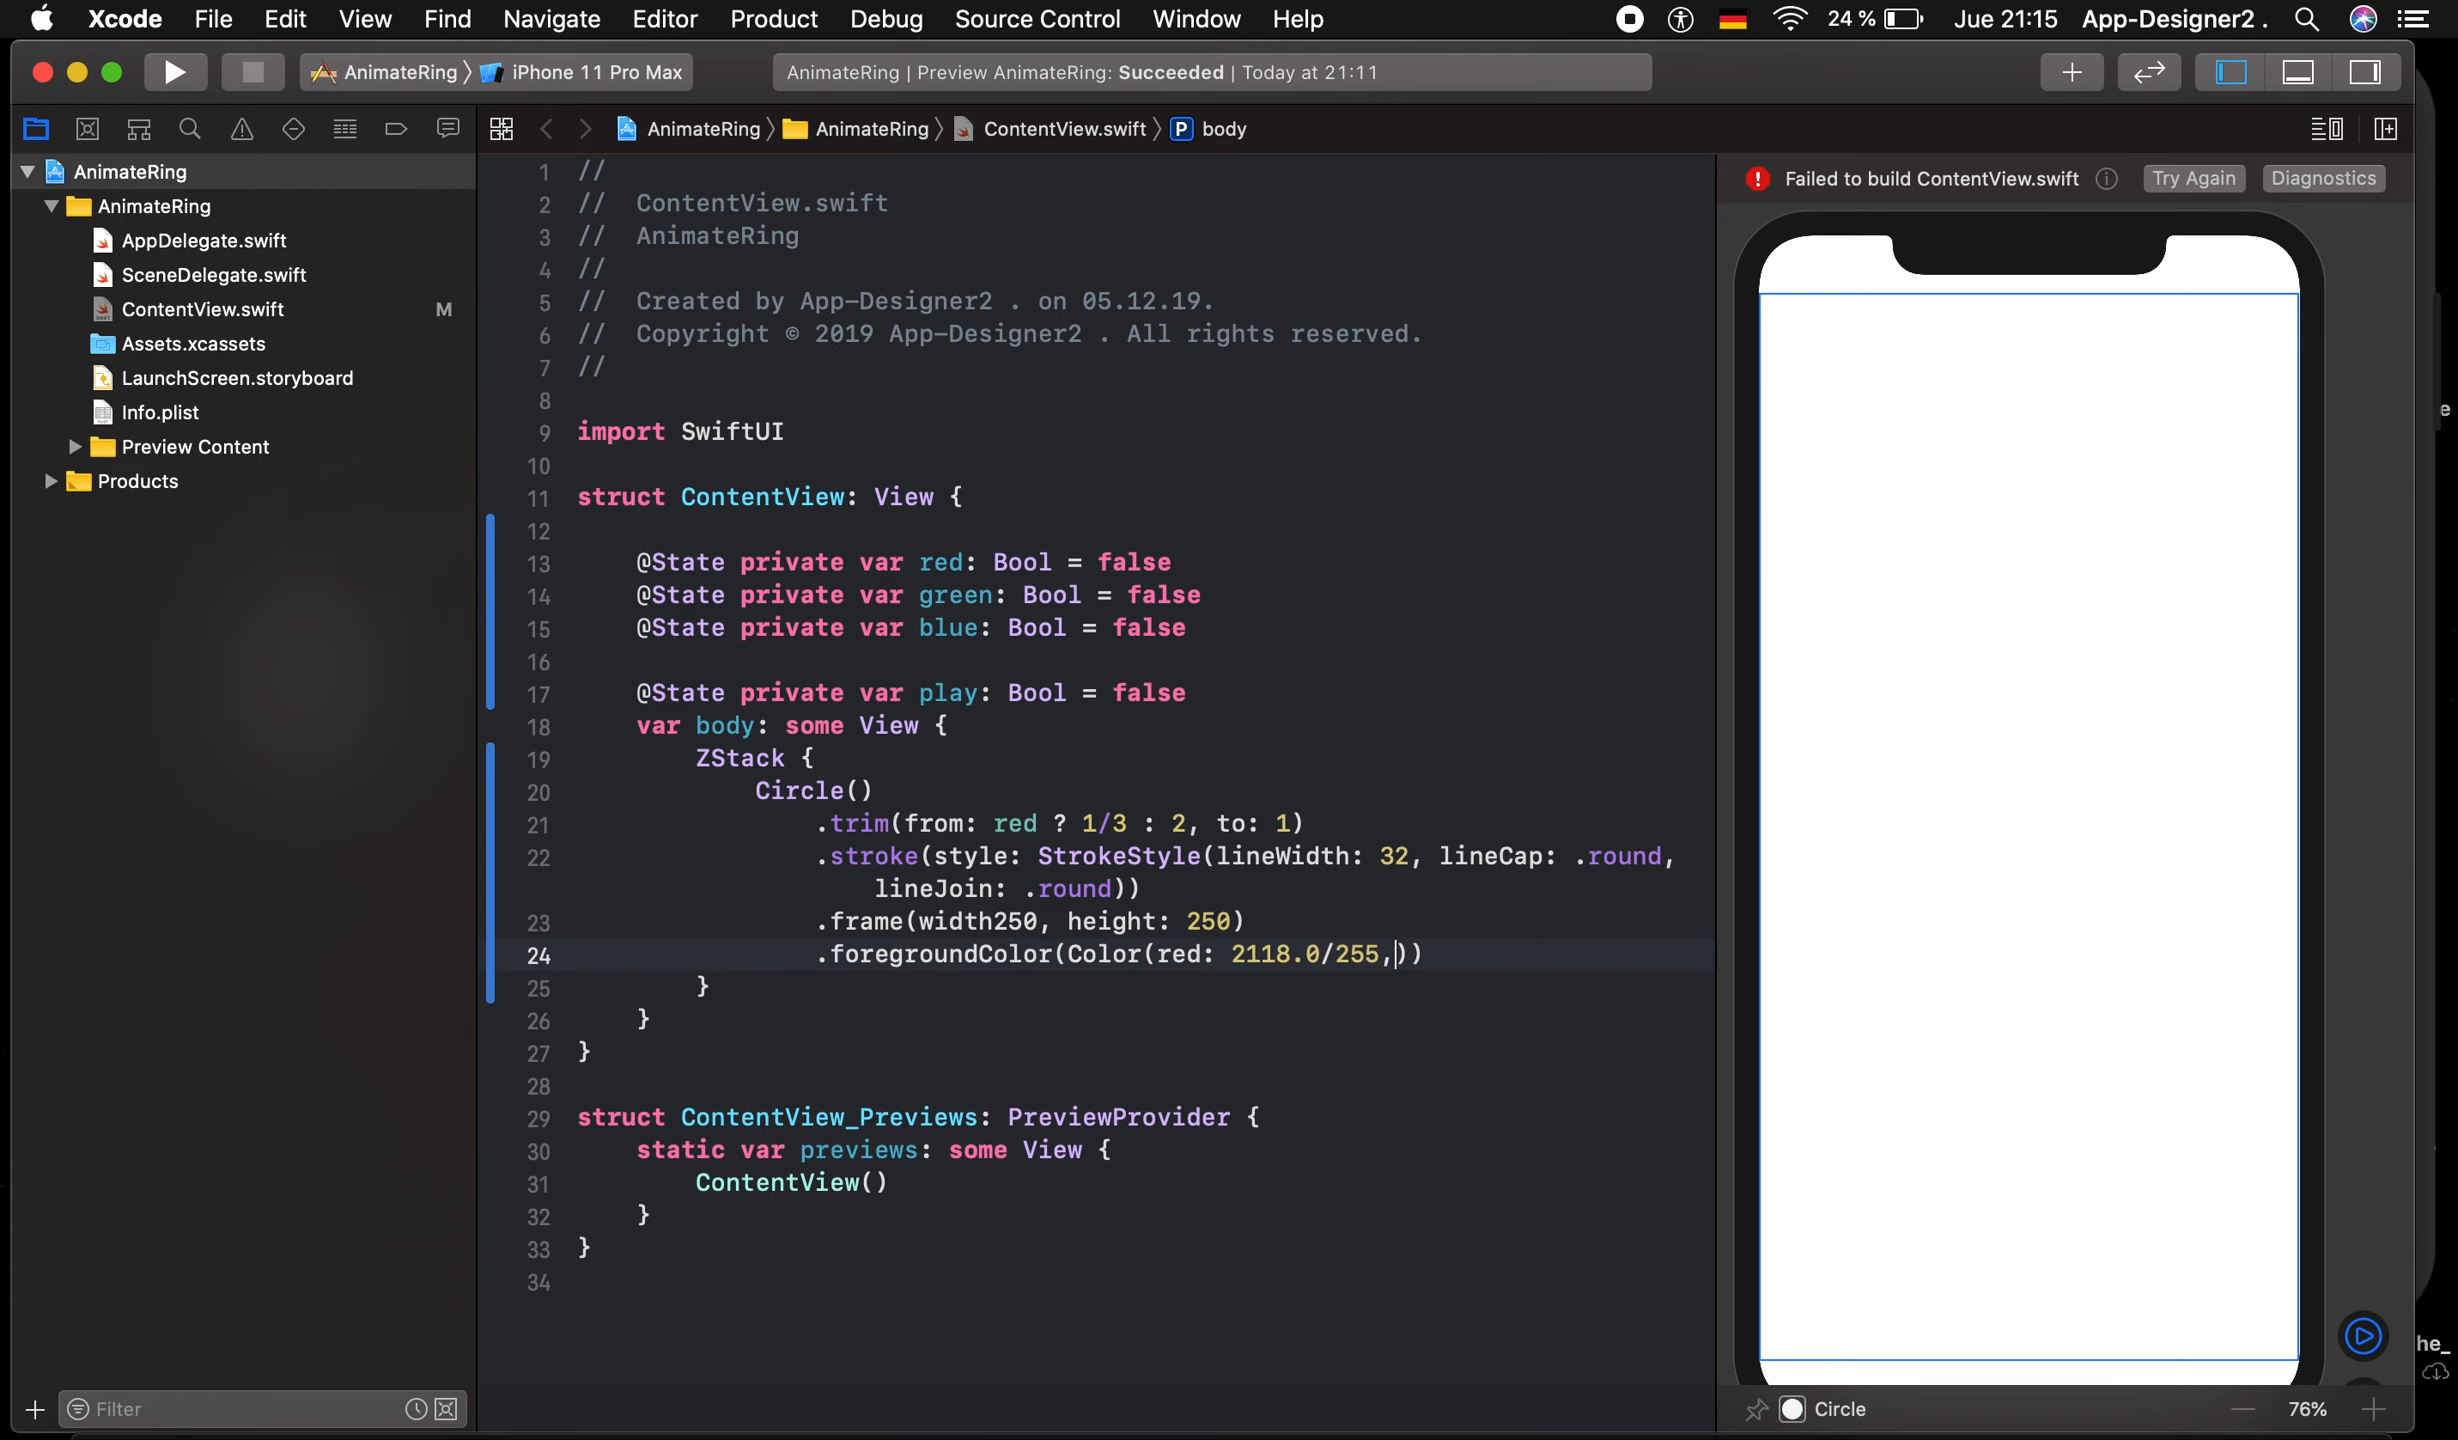 Xcode File Edit View Find Navigate Editor Product Debug Source Control Window Help 24 % Jue 21:15 App-Designer2 .
AnimateRing 〉 iPhone 11 Pro Max
AnimateRing | Preview AnimateRing: Succeeded | Today at 21:11
AnimateRing 〉 AnimateRing 〉 ContentView.swift 〉 P body
AnimateRing
AnimateRing
AppDelegate.swift
SceneDelegate.swift
ContentView.swift M
Assets.xcassets
LaunchScreen.storyboard
Info.plist
Preview Content
Products
Filter
1 //
2 //  ContentView.swift
3 //  AnimateRing
4 //
5 //  Created by App-Designer2 . on 05.12.19.
6 //  Copyright © 2019 App-Designer2 . All rights reserved.
7 //
8
9 import SwiftUI
10
11 struct ContentView: View {
12
13     @State private var red: Bool = false
14     @State private var green: Bool = false
15     @State private var blue: Bool = false
16
17     @State private var play: Bool = false
18     var body: some View {
19         ZStack {
20             Circle()
21                 .trim(from: red ? 1/3 : 2, to: 1)
22                 .stroke(style: StrokeStyle(lineWidth: 32, lineCap: .round,
lineJoin: .round))
23                 .frame(width250, height: 250)
24                 .foregroundColor(Color(red: 2118.0/255,))
25         }
26     }
27 }
28
29 struct ContentView_Previews: PreviewProvider {
30     static var previews: some View {
31         ContentView()
32     }
33 }
34
Failed to build ContentView.swift Try Again Diagnostics
Circle 76%
e
he_